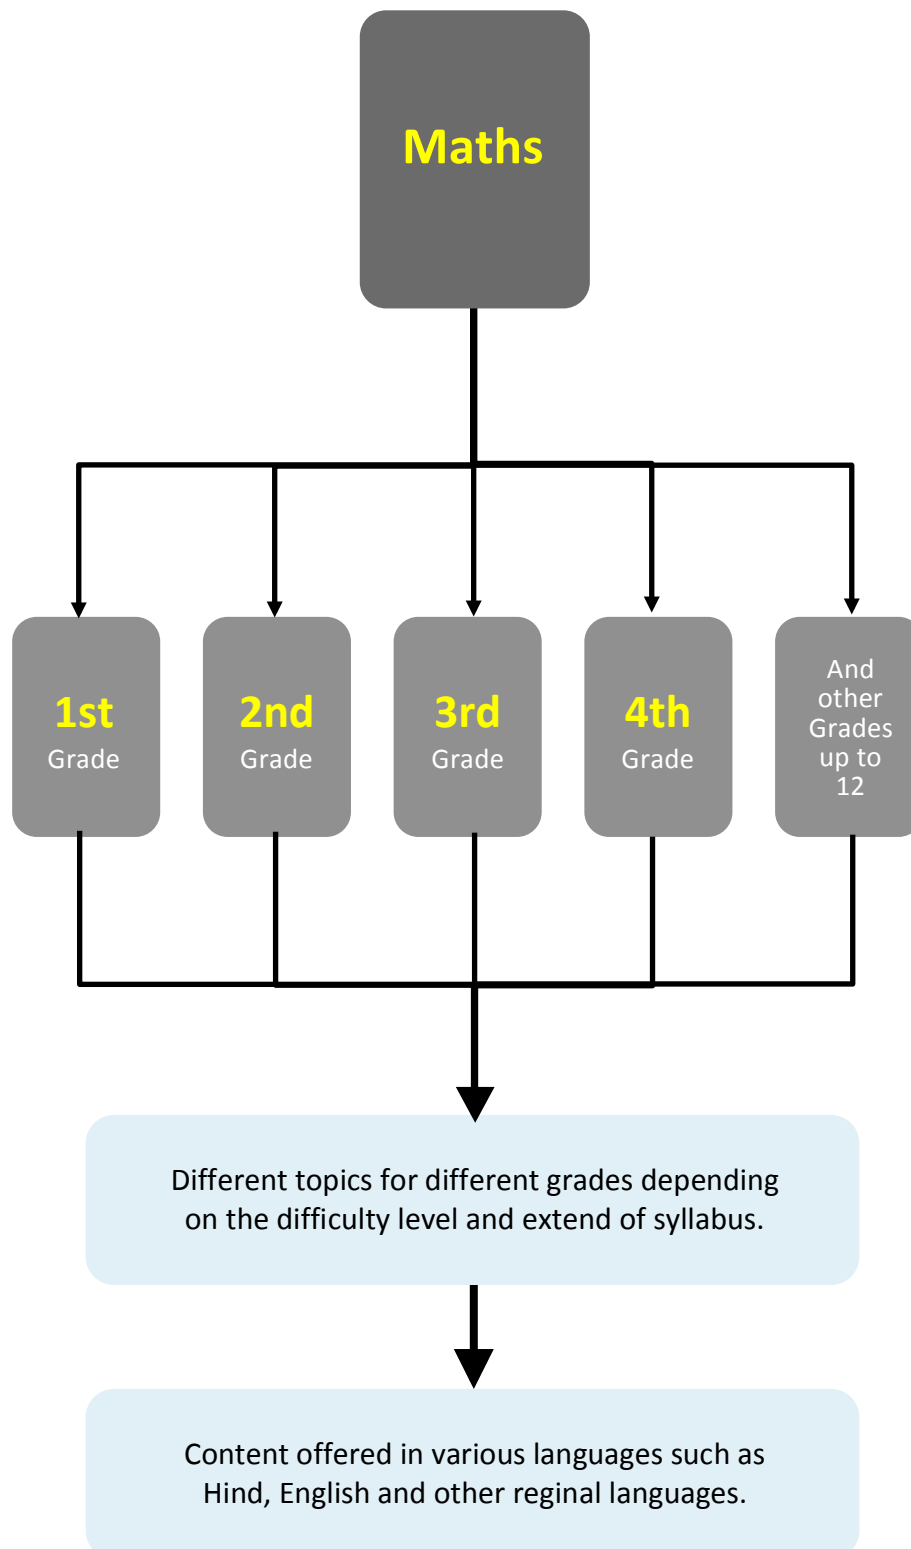 Maths
1st
Grade
2nd
Grade
3rd
Grade
4th
Grade
And
other
Grades
up to
12
Different topics for different grades depending
on the difficulty level and extend of syllabus.
Content offered in various languages such as
Hind, English and other reginal languages.